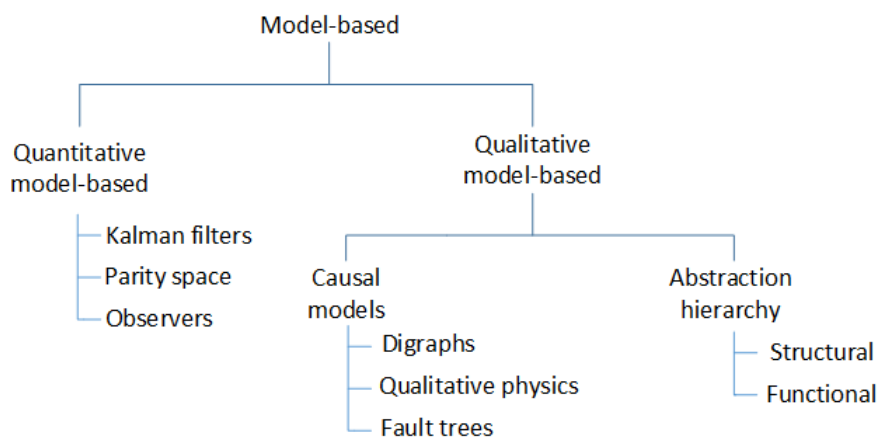 Model-based
Quantitative
model-based
Kalman filters
Parity space
Observers
Qualitative
model-based
Causal
models
Digraphs
Qualitative physics
Fault trees
Abstraction
hierarchy
Structural
Functional